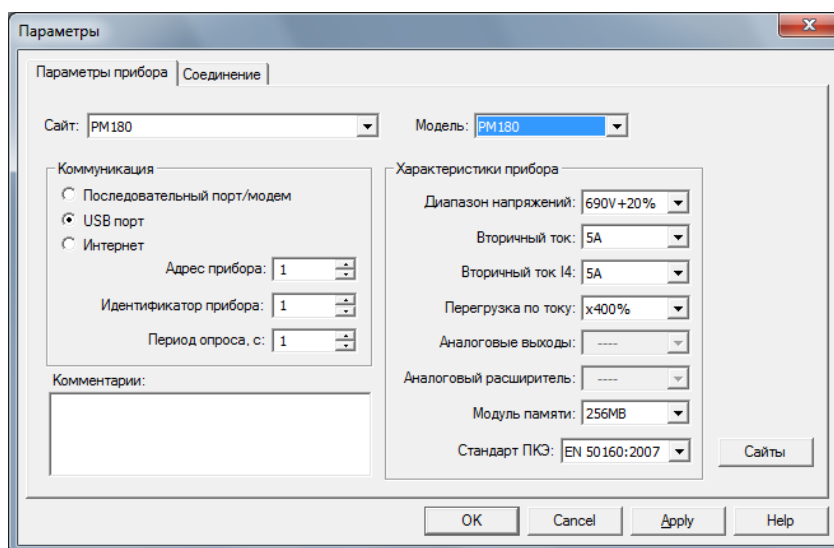 Параметры
Параметры прибора Соединение
Сайт: PM180 Модель: PM180
Коммуникация
Последовательный порт/модем
USB порт
Интернет
Адрес прибора: 1
Идентификатор прибора: 1
Период опроса, с: 1
Комментарии:
Характеристики прибора
Диапазон напряжений: 690V+20%
Вторичный ток: 5A
Вторичный ток I4: 5A
Перегрузка по току: x400%
Аналоговые выходы: ----
Аналоговый расширитель: ----
Модуль памяти: 256MB
Стандарт ПКЭ: EN 50160:2007
Сайты
OK Cancel Apply Help